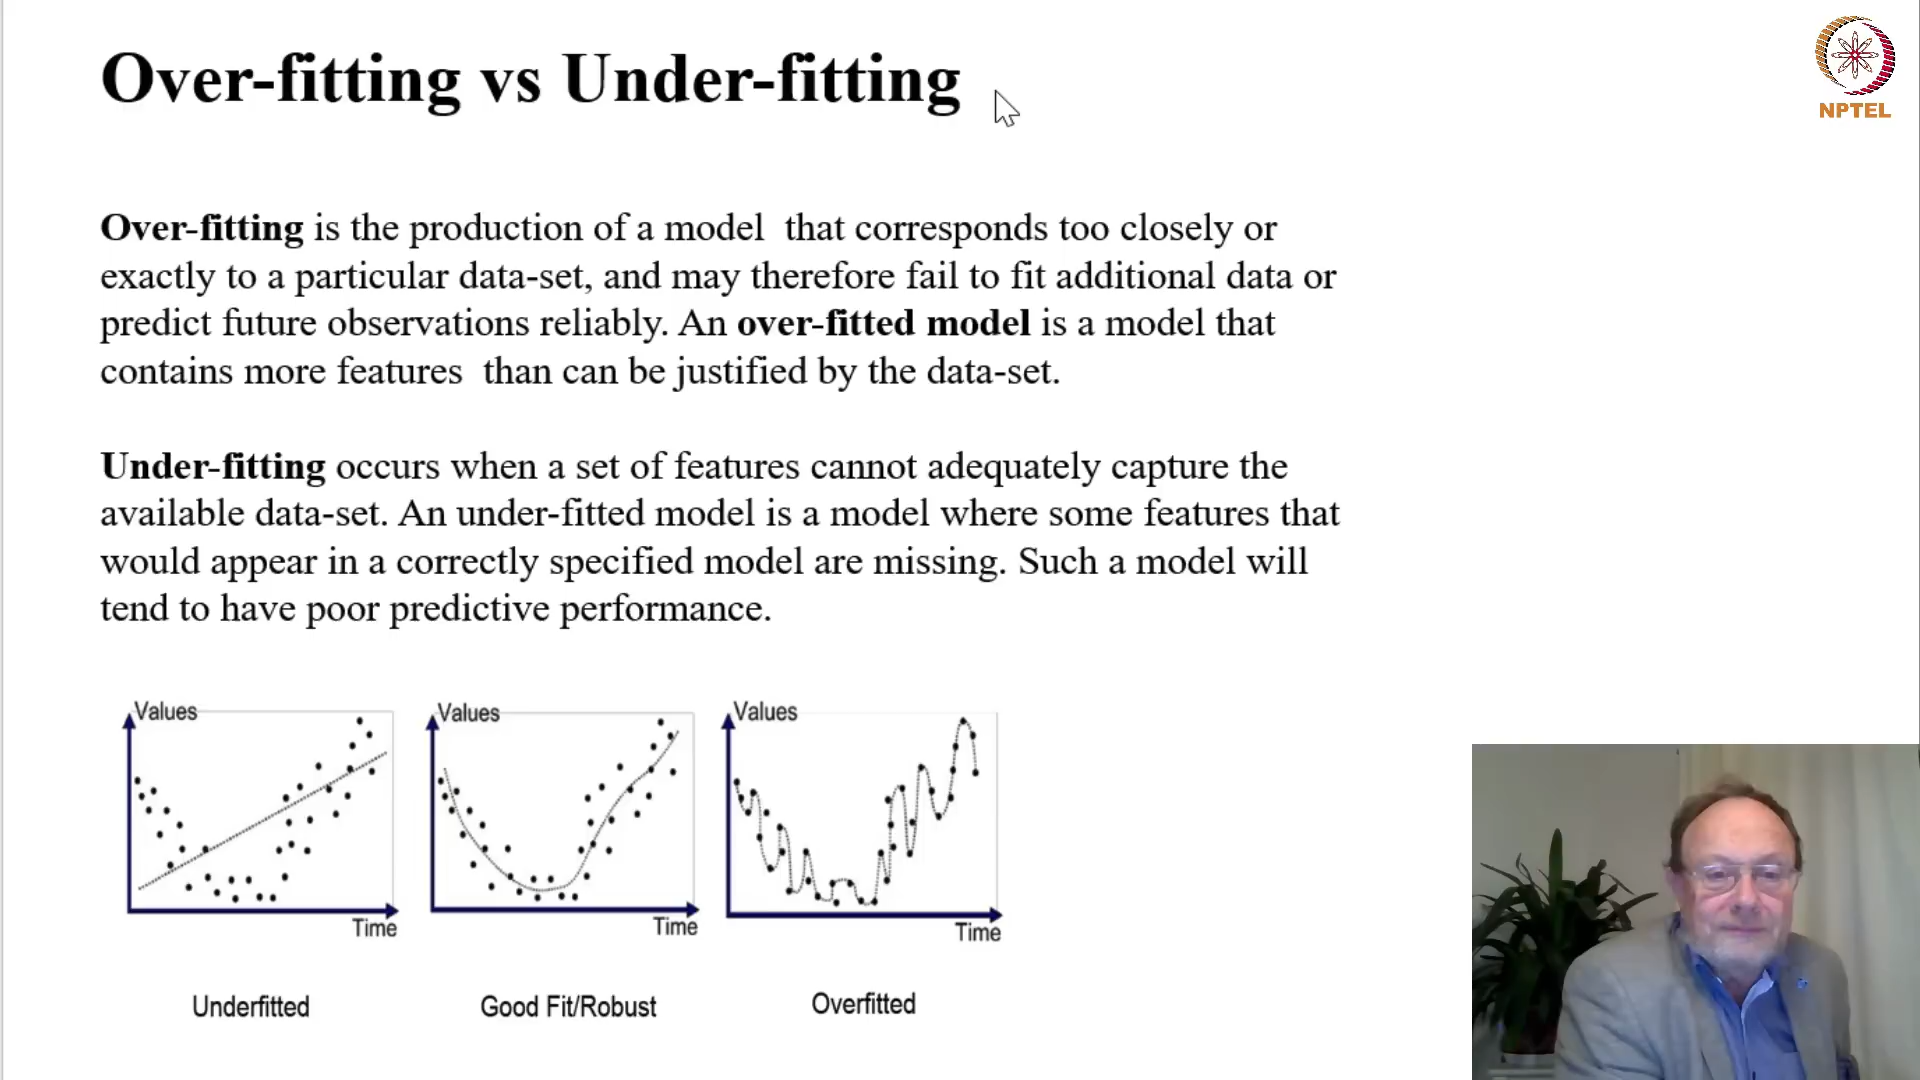 Over-fitting vs Under-fitting
NPTEL
Over-fitting is the production of a model that corresponds too closely or
exactly to a particular data-set, and may therefore fail to fit additional data or
predict future observations reliably. An over-fitted model is a model that
contains more features than can be justified by the data-set.
Under-fitting occurs when a set of features cannot adequately capture the
available data-set. An under-fitted model is a model where some features that
would appear in a correctly specified model are missing. Such a model will
tend to have poor predictive performance.
Values
Time
Underfitted
Values
Time
Good Fit/Robust
Values
Time
Overfitted